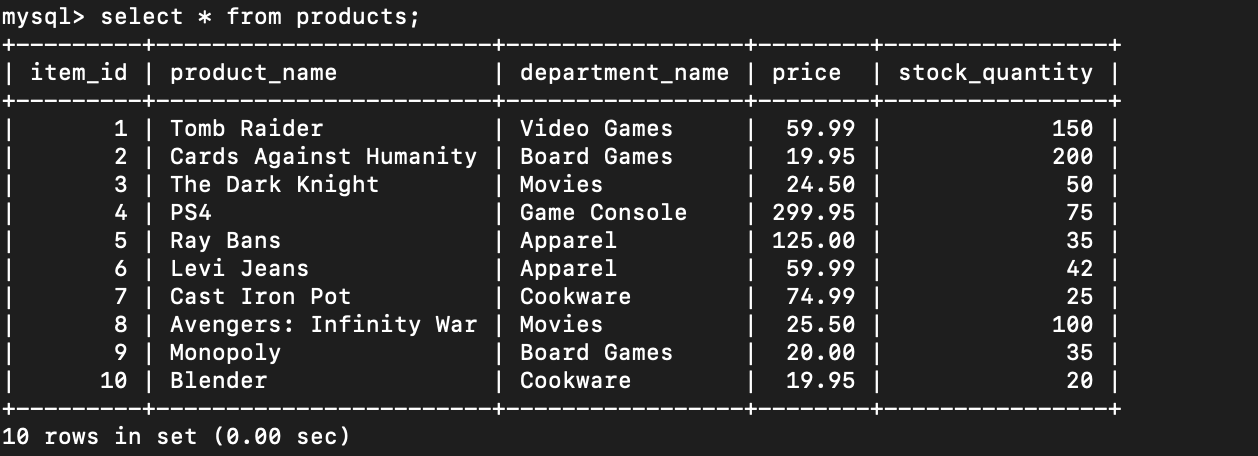 mysql> select * from products;
+---------+-------------------------+-----------------+--------+----------------+
| item_id | product_name            | department_name | price  | stock_quantity |
+---------+-------------------------+-----------------+--------+----------------+
|       1 | Tomb Raider             | Video Games     |  59.99 |            150 |
|       2 | Cards Against Humanity  | Board Games     |  19.95 |            200 |
|       3 | The Dark Knight         | Movies          |  24.50 |             50 |
|       4 | PS4                     | Game Console    | 299.95 |             75 |
|       5 | Ray Bans                | Apparel         | 125.00 |             35 |
|       6 | Levi Jeans              | Apparel         |  59.99 |             42 |
|       7 | Cast Iron Pot           | Cookware        |  74.99 |             25 |
|       8 | Avengers: Infinity War  | Movies          |  25.50 |            100 |
|       9 | Monopoly                | Board Games     |  20.00 |             35 |
|      10 | Blender                 | Cookware        |  19.95 |             20 |
+---------+-------------------------+-----------------+--------+----------------+
10 rows in set (0.00 sec)